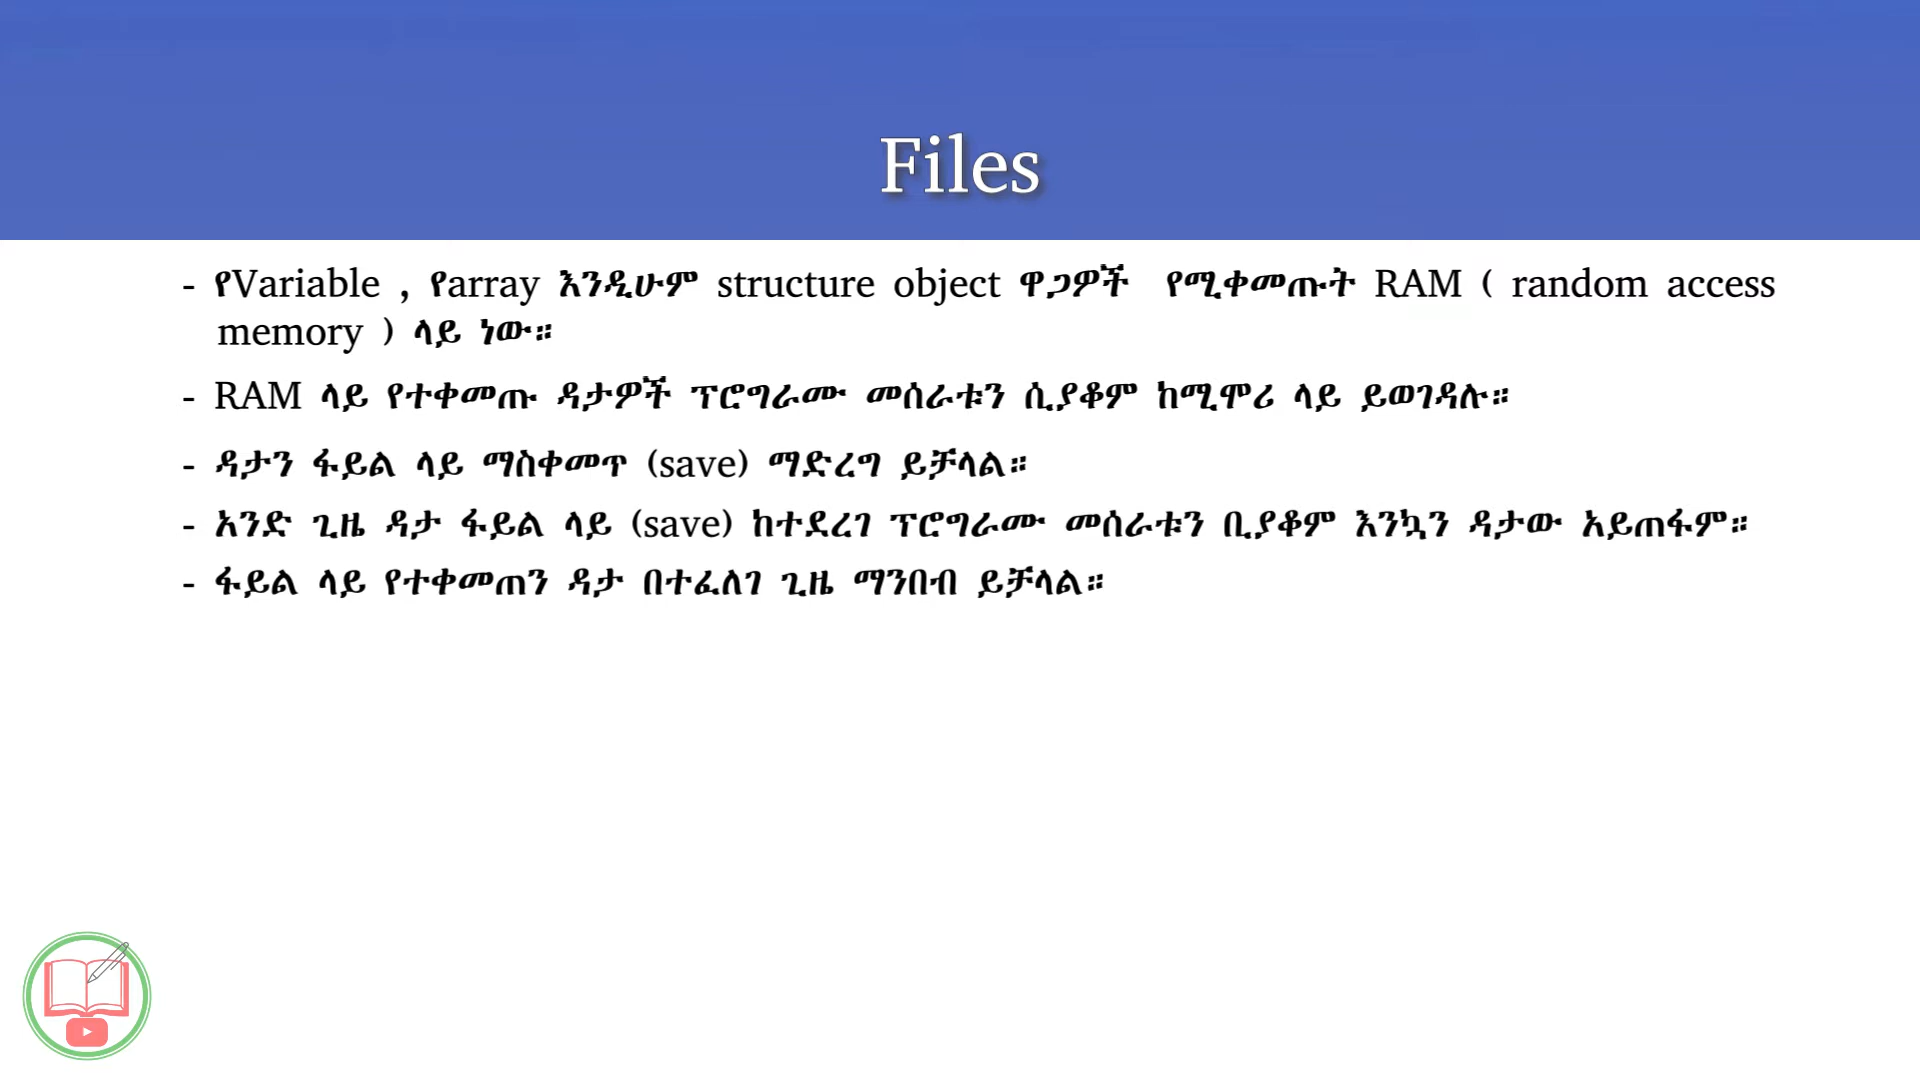 Files
- የVariable , የarray እንዲሁም structure object ዋጋዎች የሚቀመጡት RAM ( random access
memory ) ላይ ነው።
- RAM ላይ የተቀመጡ ዳታዎች ፕሮግራሙ መሰራቱን ሲያቆም ከሚሞሪ ላይ ይወገዳሉ።
- ዳታን ፋይል ላይ ማስቀመጥ (save) ማድረግ ይቻላል።
- አንድ ጊዜ ዳታ ፋይል ላይ (save) ከተደረገ ፕሮግራሙ መሰራቱን ቢያቆም እንኳን ዳታው አይጠፋም።
- ፋይል ላይ የተቀመጠን ዳታ በተፈለገ ጊዜ ማንበብ ይቻላል።